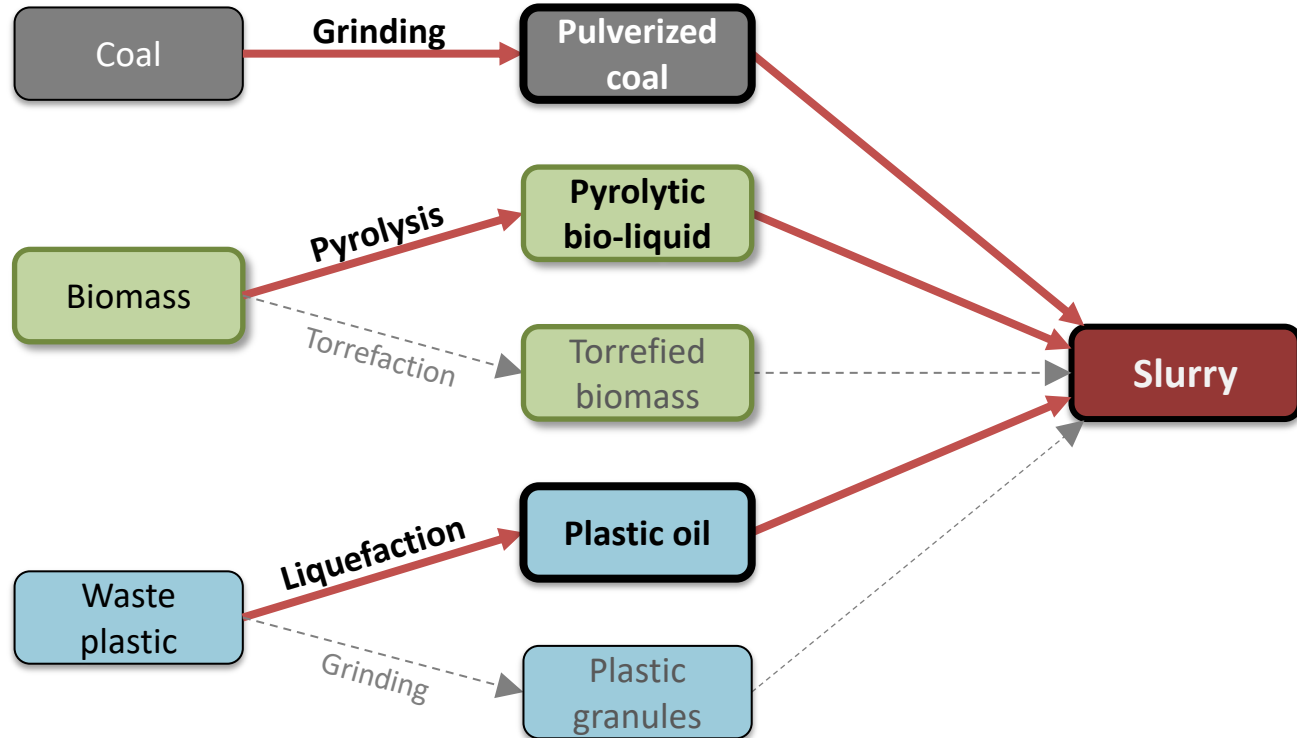 Coal
Grinding
Pulverized
coal
Pyrolysis
Pyrolytic
bio-liquid
Biomass
Torrefaction
Torrefied
biomass
Slurry
Liquefaction
Plastic oil
Waste
plastic
Grinding
Plastic
granules